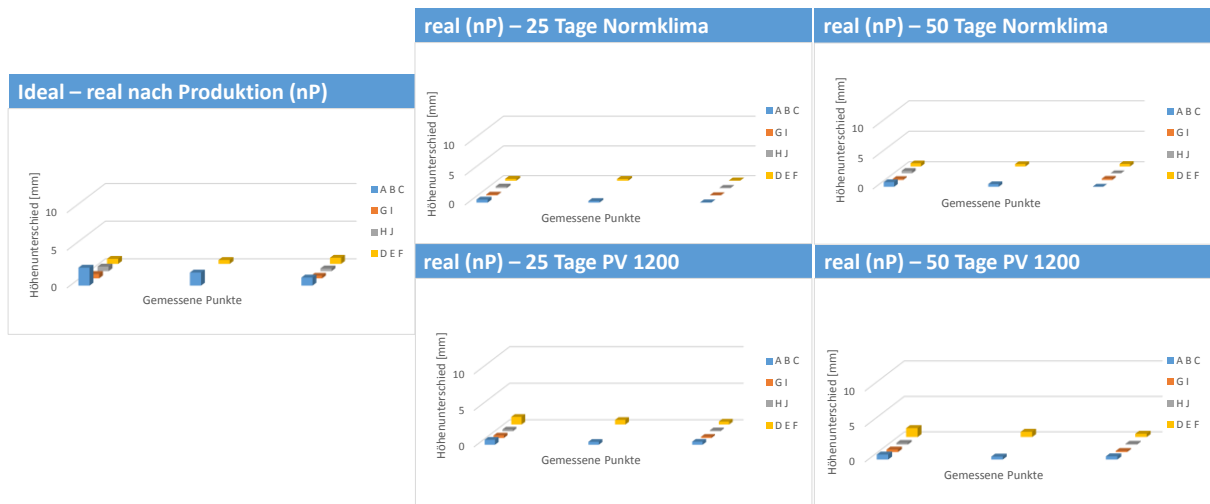 Ideal – real nach Produktion (nP)
Höhenunterschied [mm]
10
5
0
Gemessene Punkte
A B C
G I
H J
D E F
real (nP) – 25 Tage Normklima
Höhenunterschied [mm]
10
5
0
Gemessene Punkte
A B C
G I
H J
D E F
real (nP) – 50 Tage Normklima
Höhenunterschied [mm]
10
5
0
Gemessene Punkte
A B C
G I
H J
D E F
real (nP) – 25 Tage PV 1200
Höhenunterschied [mm]
10
5
0
Gemessene Punkte
A B C
G I
H J
D E F
real (nP) – 50 Tage PV 1200
Höhenunterschied [mm]
10
5
0
Gemessene Punkte
A B C
G I
H J
D E F